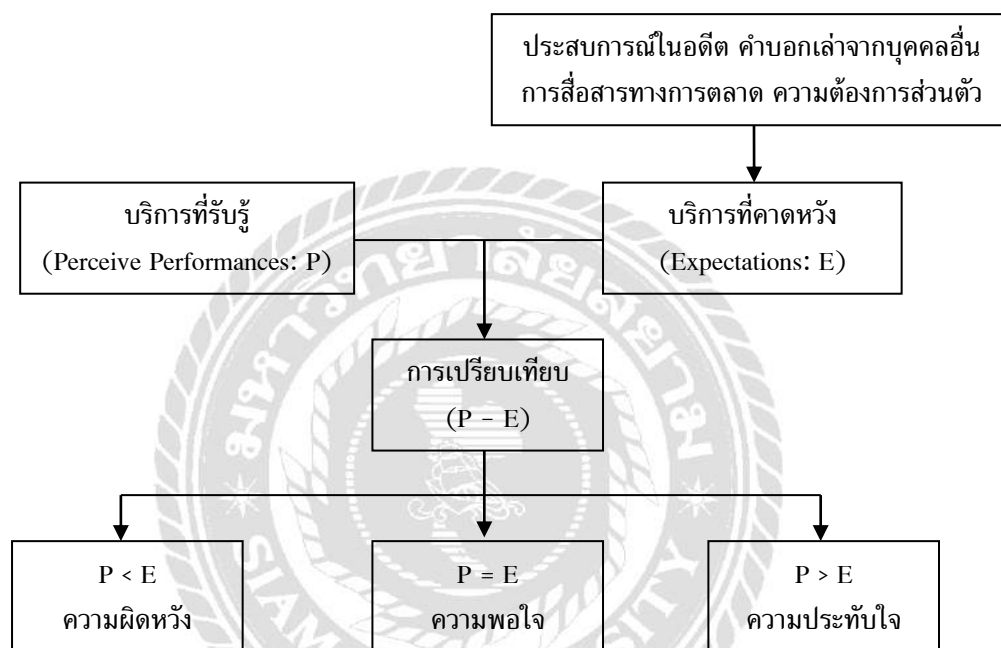 ประสบการณ์ในอดีต คำบอกเล่าจากบุคคลอื่น
การสื่อสารทางการตลาด ความต้องการส่วนตัว
บริการที่รับรู้
(Perceive Performances: P)
บริการที่คาดหวัง
(Expectations: E)
การเปรียบเทียบ
(P - E)
P < E
ความผิดหวัง
P = E
ความพอใจ
P > E
ความประทับใจ